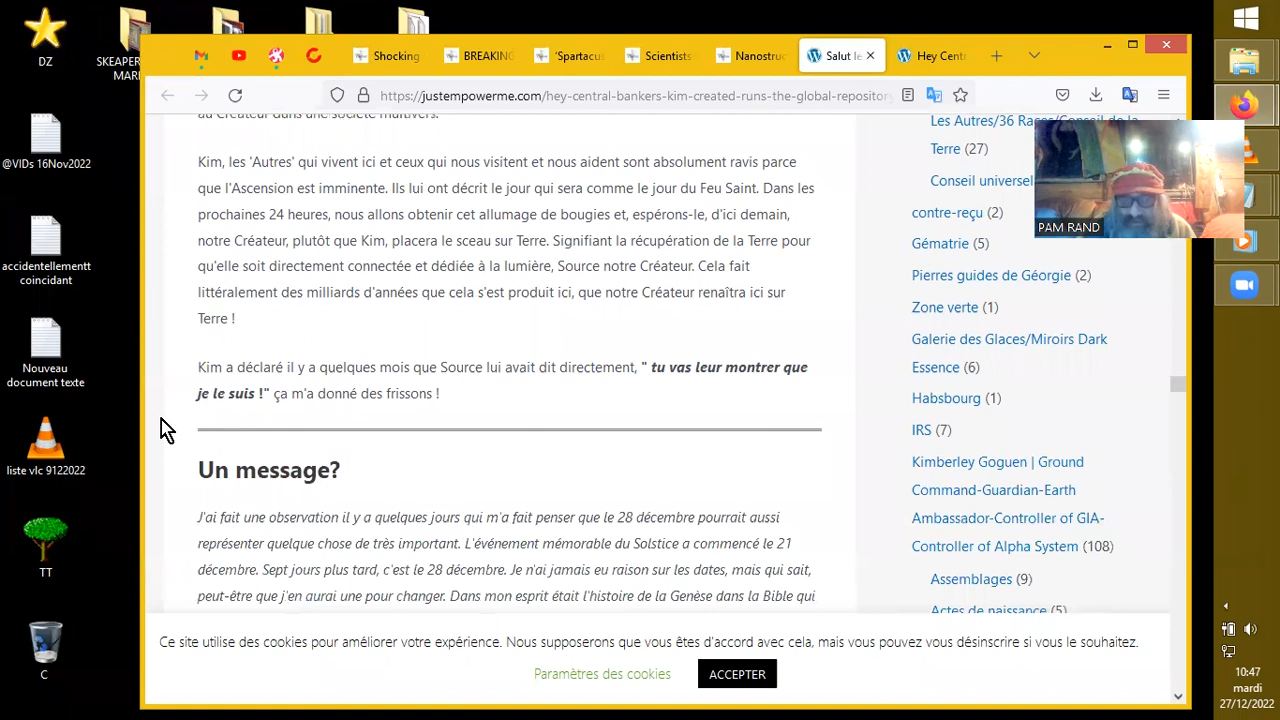 DZ
SKEAPER
MARI
@VIDs 16Nov2022
accidentellementt
coincidant
Nouveau
document texte
liste vlc 9122022
TT
C
Shocking
BREAKING
'Spartacus
Scientists
Nanostruc
Salut le
Hey Centr
https://justempowerme.com/hey-central-bankers-kim-created-runs-the-global-repository
au Créateur dans une société multivers.
Kim, les 'Autres' qui vivent ici et ceux qui nous visitent et nous aident sont absolument ravis parce
que l'Ascension est imminente. Ils lui ont décrit le jour qui sera comme le jour du Feu Saint. Dans les
prochaines 24 heures, nous allons obtenir cet allumage de bougies et, espérons-le, d'ici demain,
notre Créateur, plutôt que Kim, placera le sceau sur Terre. Signifiant la récupération de la Terre pour
qu'elle soit directement connectée et dédiée à la lumière, Source notre Créateur. Cela fait
littéralement des milliards d'années que cela s'est produit ici, que notre Créateur renaîtra ici sur
Terre !
Kim a déclaré il y a quelques mois que Source lui avait dit directement, " tu vas leur montrer que
je le suis !" ça m'a donné des frissons !
Un message?
J'ai fait une observation il y a quelques jours qui m'a fait penser que le 28 décembre pourrait aussi
représenter quelque chose de très important. L'événement mémorable du Solstice a commencé le 21
décembre. Sept jours plus tard, c'est le 28 décembre. Je n'ai jamais eu raison sur les dates, mais qui sait,
peut-être que j'en aurai une pour changer. Dans mon esprit était l'histoire de la Genèse dans la Bible qui
Les Autres/36 Races/Conseil de la
Terre (27)
Conseil universel
contre-reçu (2)
Gématrie (5)
Pierres guides de Géorgie (2)
Zone verte (1)
Galerie des Glaces/Miroirs Dark
Essence (6)
Habsbourg (1)
IRS (7)
Kimberley Goguen | Ground
Command-Guardian-Earth
Ambassador-Controller of GIA-
Controller of Alpha System (108)
Assemblages (9)
Actes de naissance (5)
PAM RAND
Ce site utilise des cookies pour améliorer votre expérience. Nous supposerons que vous êtes d'accord avec cela, mais vous pouvez vous désinscrire si vous le souhaitez.
Paramètres des cookies
ACCEPTER
10:47
mardi
27/12/2022